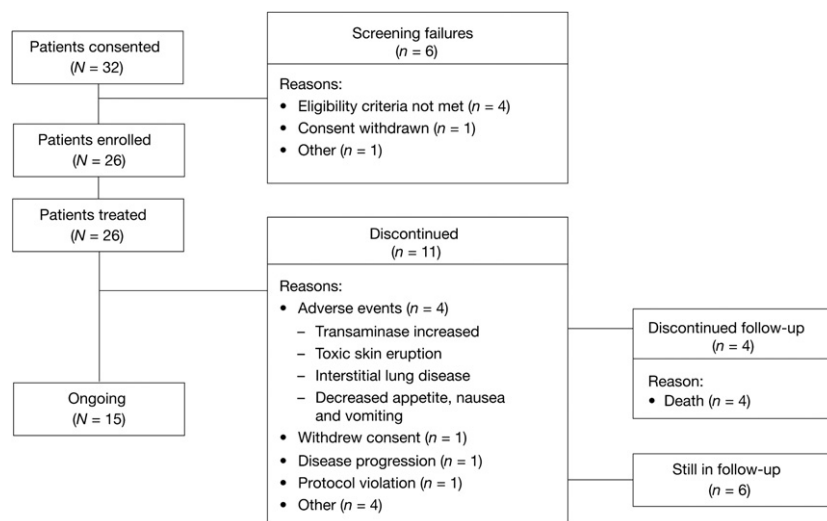 Patients consented
(N = 32)
Screening failures
(n = 6)
Reasons:
• Eligibility criteria not met (n = 4)
• Consent withdrawn (n = 1)
• Other (n = 1)
Patients enrolled
(N = 26)
Patients treated
(N = 26)
Discontinued
(n = 11)
Reasons:
• Adverse events (n = 4)
– Transaminase increased
– Toxic skin eruption
– Interstitial lung disease
– Decreased appetite, nausea
and vomiting
• Withdrew consent (n = 1)
• Disease progression (n = 1)
• Protocol violation (n = 1)
• Other (n = 4)
Discontinued follow-up
(n = 4)
Reason:
• Death (n = 4)
Ongoing
(N = 15)
Still in follow-up
(n = 6)